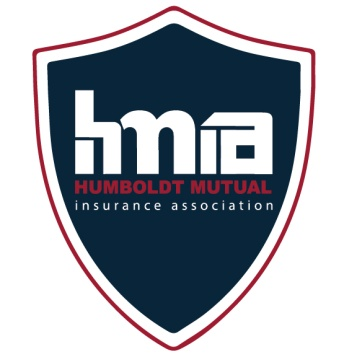 hmia
HUMBOLDT MUTUAL
insurance association